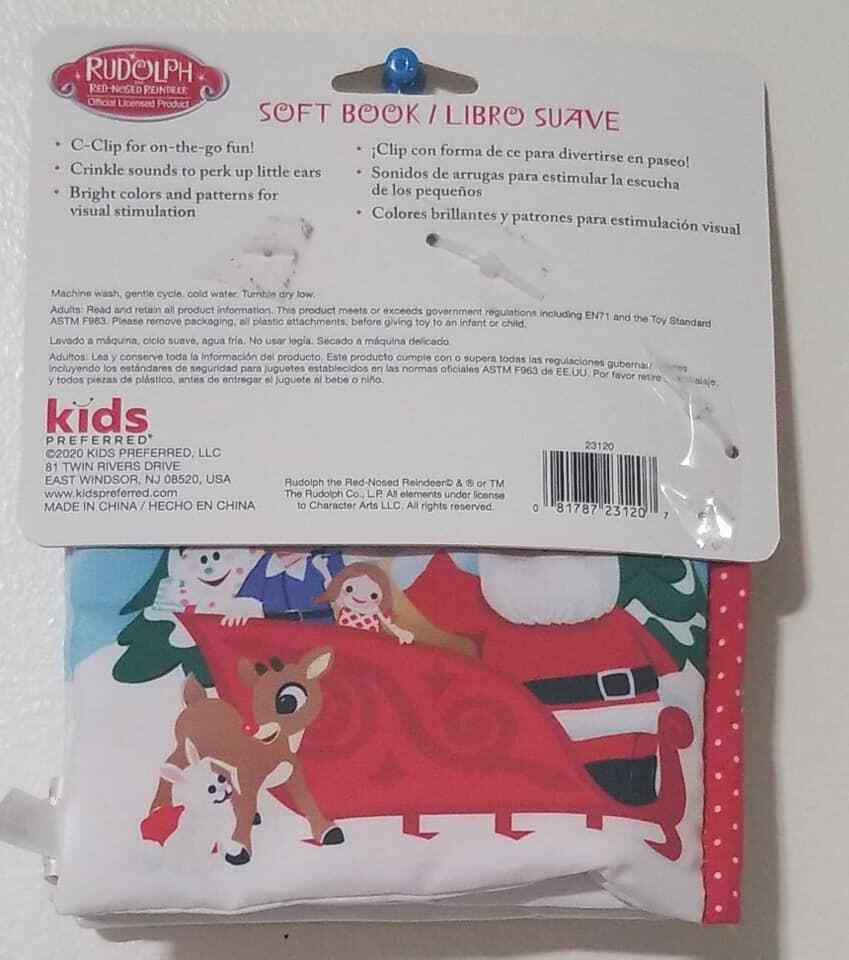 RUDOLPH
THE
RED-NOSED REINDEER
Official Licensed Product
SOFT BOOK / LIBRO SUAVE
• C-Clip for on-the-go fun!
• Crinkle sounds to perk up little ears
• Bright colors and patterns for
visual stimulation
• ¡Clip con forma de ce para divertirse en paseo!
• Sonidos de arrugas para estimular la escucha
de los pequeños
• Colores brillantes y patrones para estimulación visual
Machine wash, gentle cycle, cold water. Tumble dry low.
Adults: Read and retain all product information. This product meets or exceeds government regulations including EN71 and the Toy Standard
ASTM F963. Please remove packaging, all plastic attachments, before giving toy to an infant or child.
Lavado a máquina, ciclo suave, agua fria. No usar legia. Secado a máquina delicado.
Adultos: Lea y conserve toda la información del producto. Este producto cumple con o supera todas las regulaciones
incluyendo los estándares de seguridad para juguetes establecidos en las normas oficiales ASTM F963 de EE.UU. Por favor retire
y todos piezas de plástico, antes de entregar el juguete al bebe o niño.
kids
PREFERRED®
©2020 KIDS PREFERRED, LLC
81 TWIN RIVERS DRIVE
EAST WINDSOR, NJ 08520, USA
www.kidspreferred.com
MADE IN CHINA / HECHO EN CHINA
Rudolph the Red-Nosed Reindeer© & ® or TM
The Rudolph Co., L.P. All elements under license
to Character Arts LLC. All rights reserved.
23120
0 81787 23120 7